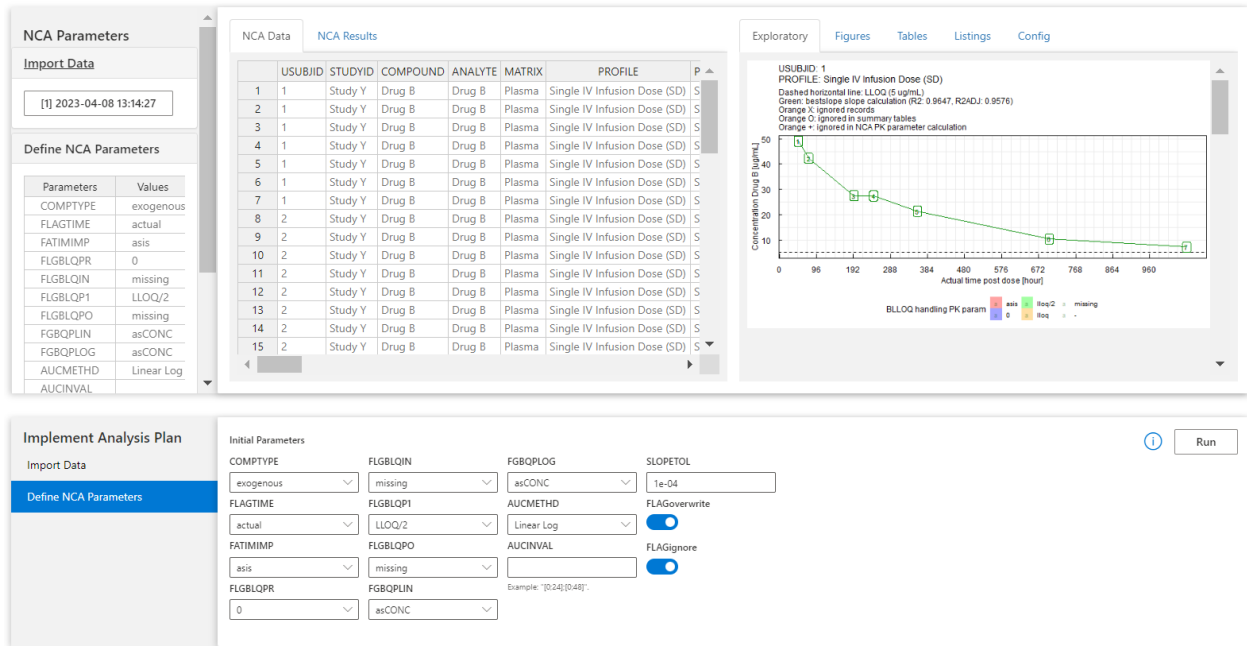 NCA Parameters
Import Data
[1] 2023-04-08 13:14:27
Define NCA Parameters
Parameters Values
COMPTYPE exogenous
FLAGTIME actual
FATIMIMP asis
FLGBLQPR 0
FLGBLQIN missing
FLGBLQP1 LLOQ/2
FLGBLQPO missing
FGBQPLIN asCONC
FGBQPLOG asCONC
AUCMETHD Linear Log
AUCINVAL
NCA Data NCA Results
USUBJID STUDYID COMPOUND ANALYTE MATRIX PROFILE P
1 1 Study Y Drug B Drug B Plasma Single IV Infusion Dose (SD) S
2 1 Study Y Drug B Drug B Plasma Single IV Infusion Dose (SD) S
3 1 Study Y Drug B Drug B Plasma Single IV Infusion Dose (SD) S
4 1 Study Y Drug B Drug B Plasma Single IV Infusion Dose (SD) S
5 1 Study Y Drug B Drug B Plasma Single IV Infusion Dose (SD) S
6 1 Study Y Drug B Drug B Plasma Single IV Infusion Dose (SD) S
7 1 Study Y Drug B Drug B Plasma Single IV Infusion Dose (SD) S
8 2 Study Y Drug B Drug B Plasma Single IV Infusion Dose (SD) S
9 2 Study Y Drug B Drug B Plasma Single IV Infusion Dose (SD) S
10 2 Study Y Drug B Drug B Plasma Single IV Infusion Dose (SD) S
11 2 Study Y Drug B Drug B Plasma Single IV Infusion Dose (SD) S
12 2 Study Y Drug B Drug B Plasma Single IV Infusion Dose (SD) S
13 2 Study Y Drug B Drug B Plasma Single IV Infusion Dose (SD) S
14 2 Study Y Drug B Drug B Plasma Single IV Infusion Dose (SD) S
15 2 Study Y Drug B Drug B Plasma Single IV Infusion Dose (SD) S
Exploratory Figures Tables Listings Config
USUBJID: 1
PROFILE: Single IV Infusion Dose (SD)
Dashed horizontal line: LLOQ (5 ug/mL)
Green: bestslope slope calculation (R2: 0.9647, R2ADJ: 0.9576)
Orange X: ignored records
Orange O: ignored in summary tables
Orange +: ignored in NCA PK parameter calculation
Concentration Drug B [ug/mL]
50
40
30
20
10
0 96 192 288 384 480 576 672 768 864 960
Actual time post dose [hour]
BLLOQ handling PK param
asis lloq/2 missing
0 lloq -
Implement Analysis Plan
Import Data
Define NCA Parameters
Initial Parameters
Run
COMPTYPE FLGBLQIN FGBQPLOG SLOPETOL
exogenous missing asCONC 1e-04
FLAGTIME FLGBLQP1 AUCMETHD FLAGoverwrite
actual LLOQ/2 Linear Log
FATIMIMP FLGBLQPO AUCINVAL FLAGignore
asis missing
FLGBLQPR FGBQPLIN Example: "[0;24];[0;48]".
0 asCONC